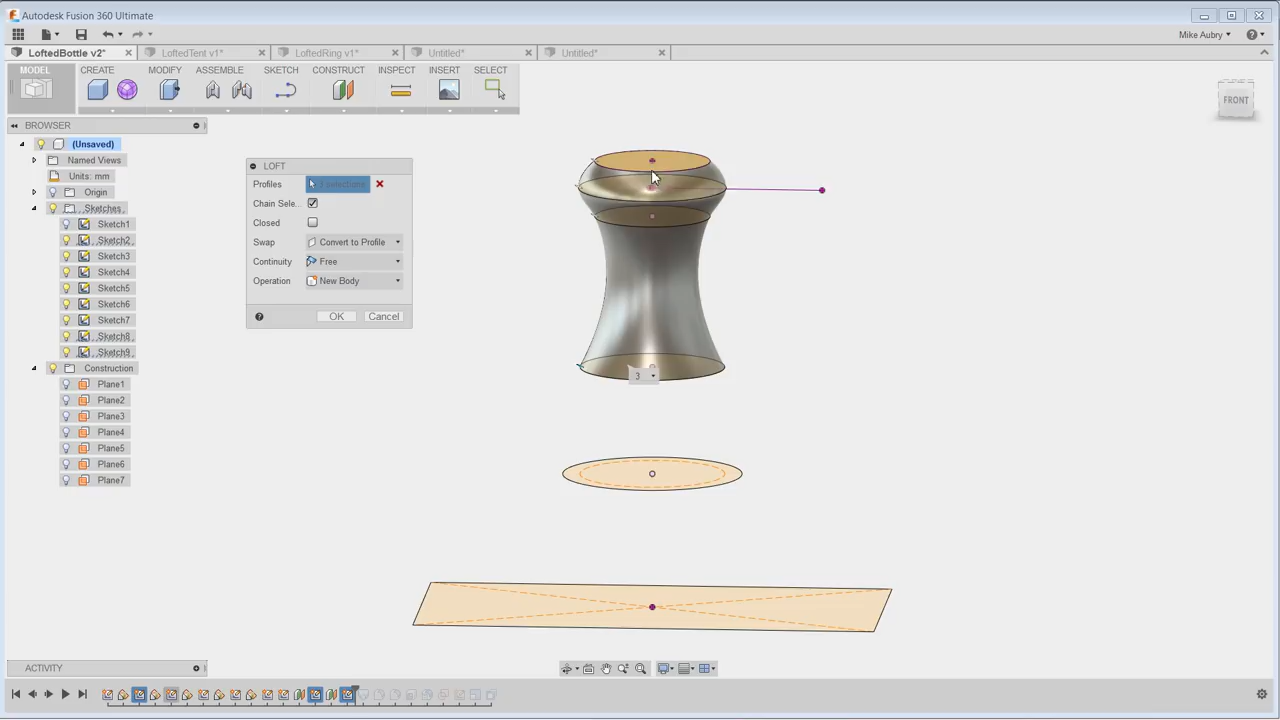 Autodesk Fusion 360 Ultimate
Mike Aubry
LoftedBottle v2*
LoftedTent v1*
LoftedRing v1*
Untitled*
Untitled*
MODEL
CREATE
MODIFY
ASSEMBLE
SKETCH
CONSTRUCT
INSPECT
INSERT
SELECT
FRONT
BROWSER
(Unsaved)
Named Views
Units: mm
Origin
Sketches
Sketch1
Sketch2
Sketch3
Sketch4
Sketch5
Sketch6
Sketch7
Sketch8
Sketch9
Construction
Plane1
Plane2
Plane3
Plane4
Plane5
Plane6
Plane7
LOFT
Profiles
Chain Sele...
Closed
Swap Convert to Profile
Continuity Free
Operation New Body
OK Cancel
3
ACTIVITY